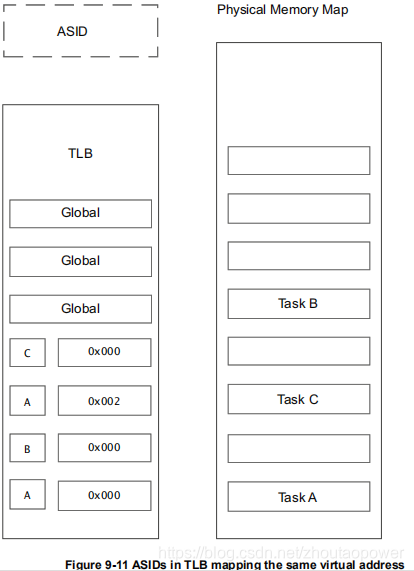 Physical Memory Map
ASID
TLB
Global
Global
Global
C 0x000
A 0x002
B 0x000
A 0x000
Task B
Task C
Task A
https://blog.csdn.net/zhoutaopower
Figure 9-11 ASIDs in TLB mapping the same virtual address